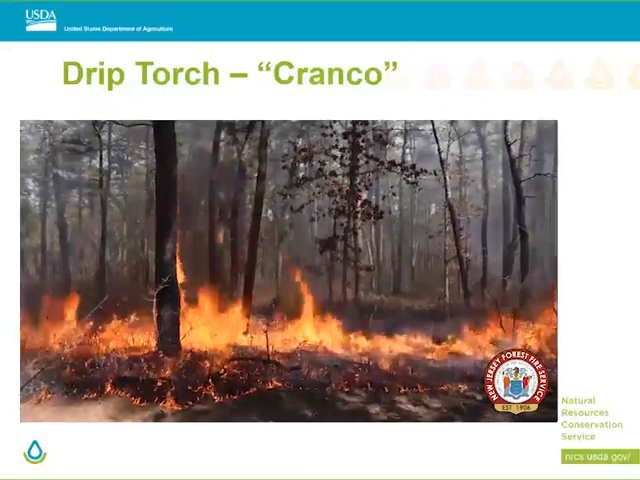 USDA
United States Department of Agriculture
Drip Torch – “Cranco”
NEW JERSEY FOREST FIRE SERVICE
EST 1906
Natural
Resources
Conservation
Service
nrcs.usda.gov/